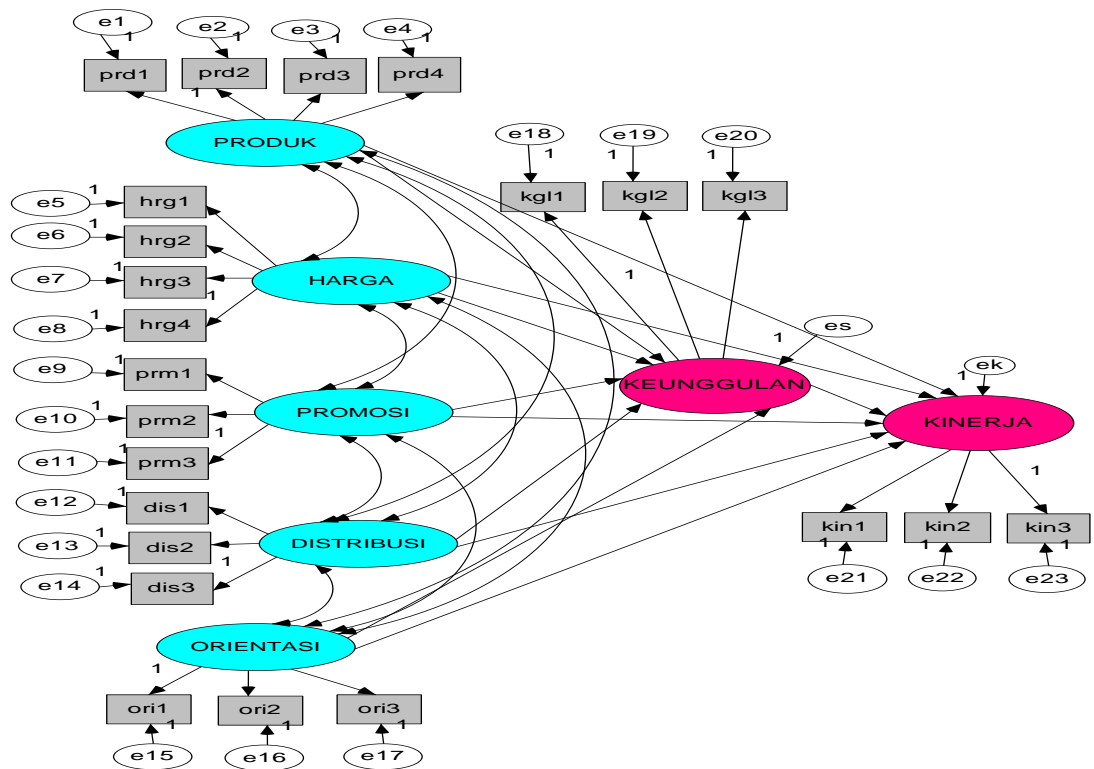 e1 e2 e3 e4
1 1 1 1
prd1 prd2 prd3 prd4
1
PRODUK
e18 e19 e20
1 1 1
kgl1 kgl2 kgl3
e5 1 hrg1
e6 1 hrg2
e7 1 hrg3
1
e8 1 hrg4
HARGA
1
es
1
e9 1 prm1
e10 1 prm2
1
e11 1 prm3
PROMOSI
KEUNGGULAN
ek
1
KINERJA
1
e12 1 dis1
e13 1 dis2
1
e14 1 dis3
DISTRIBUSI
kin1 kin2 kin3
1 1 1
e21 e22 e23
ORIENTASI
1
ori1 ori2 ori3
1 1 1
e15 e16 e17